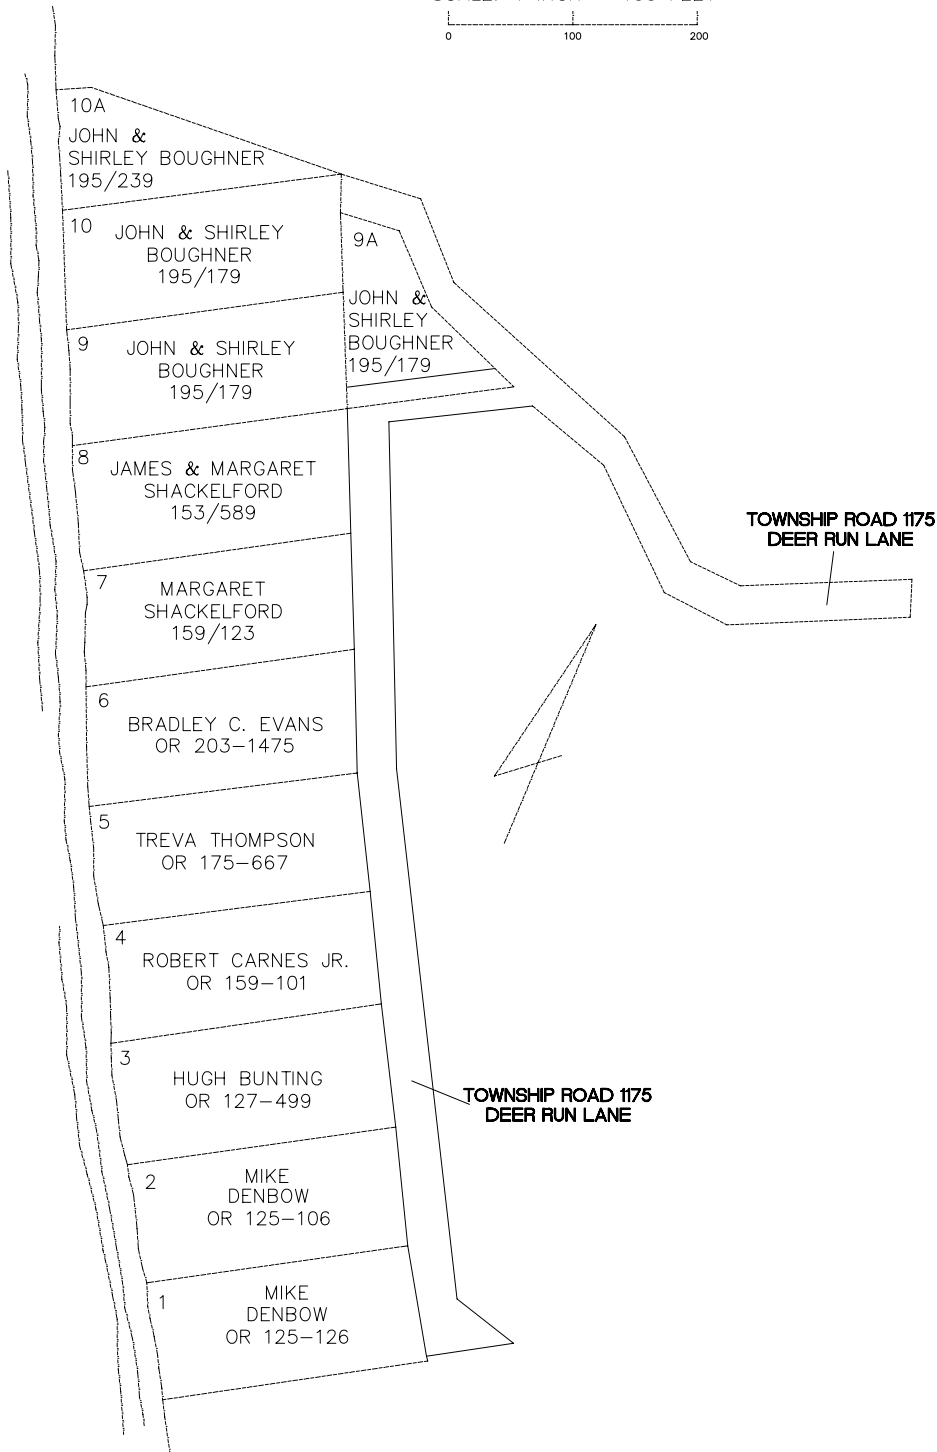 0 100 200
10A
JOHN &
SHIRLEY BOUGHNER
195/239
10
JOHN & SHIRLEY
BOUGHNER
195/179
9A
JOHN &
SHIRLEY
BOUGHNER
195/179
9
JOHN & SHIRLEY
BOUGHNER
195/179
8
JAMES & MARGARET
SHACKELFORD
153/589
TOWNSHIP ROAD 1175
DEER RUN LANE
7
MARGARET
SHACKELFORD
159/123
6
BRADLEY C. EVANS
OR 203-1475
5
TREVA THOMPSON
OR 175-667
4
ROBERT CARNES JR.
OR 159-101
3
HUGH BUNTING
OR 127-499
TOWNSHIP ROAD 1175
DEER RUN LANE
2
MIKE
DENBOW
OR 125-106
1
MIKE
DENBOW
OR 125-126